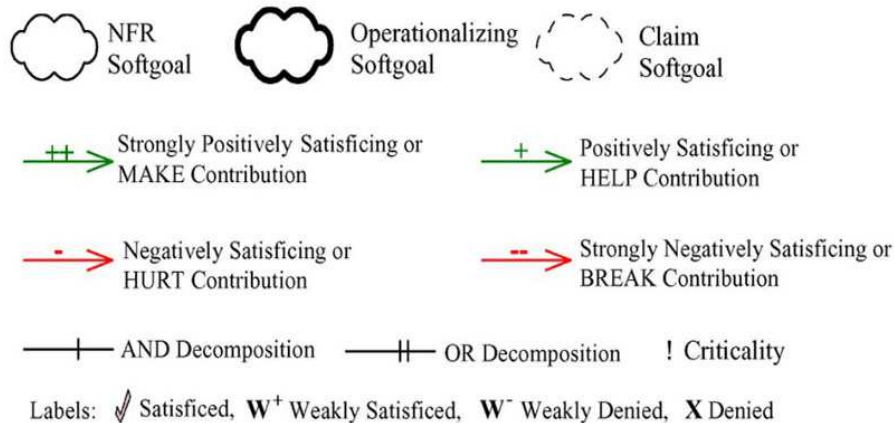 NFR
Softgoal
Operationalizing
Softgoal
Claim
Softgoal
++
Strongly Positively Satisficing or
MAKE Contribution
+
Positively Satisficing or
HELP Contribution
-
Negatively Satisficing or
HURT Contribution
--
Strongly Negatively Satisficing or
BREAK Contribution
AND Decomposition
OR Decomposition
! Criticality
Labels: √ Satisficed, W⁺ Weakly Satisficed, W⁻ Weakly Denied, X Denied